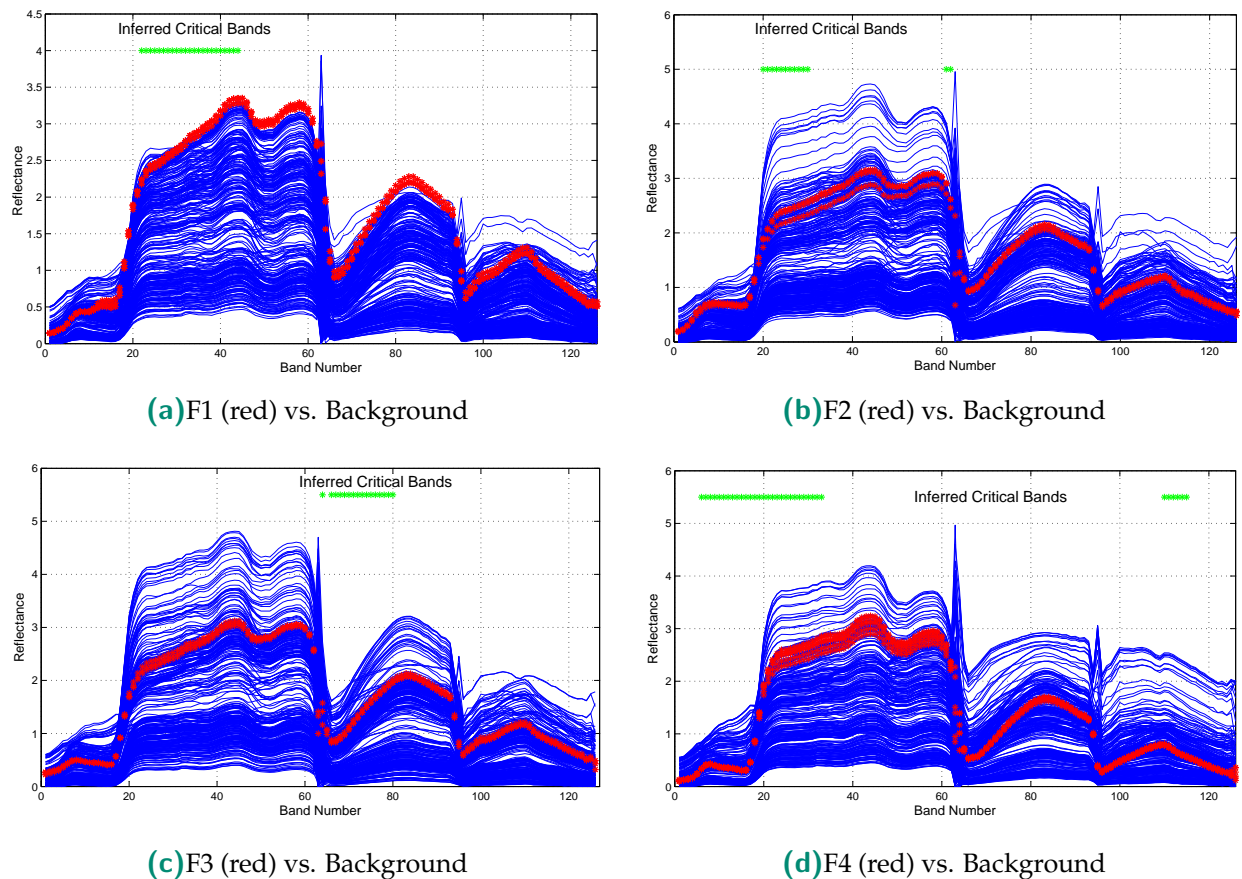 4.5
4
3.5
3
2.5
2
1.5
1
0.5
0
Reflectance
Inferred Critical Bands
0 20 40 60 80 100 120
Band Number
(a)F1 (red) vs. Background
6
5
4
3
2
1
0
Reflectance
Inferred Critical Bands
0 20 40 60 80 100 120
Band Number
(b)F2 (red) vs. Background
6
5
4
3
2
1
0
Reflectance
Inferred Critical Bands
0 20 40 60 80 100 120
Band Number
(c)F3 (red) vs. Background
6
5
4
3
2
1
0
Reflectance
Inferred Critical Bands
0 20 40 60 80 100 120
Band Number
(d)F4 (red) vs. Background